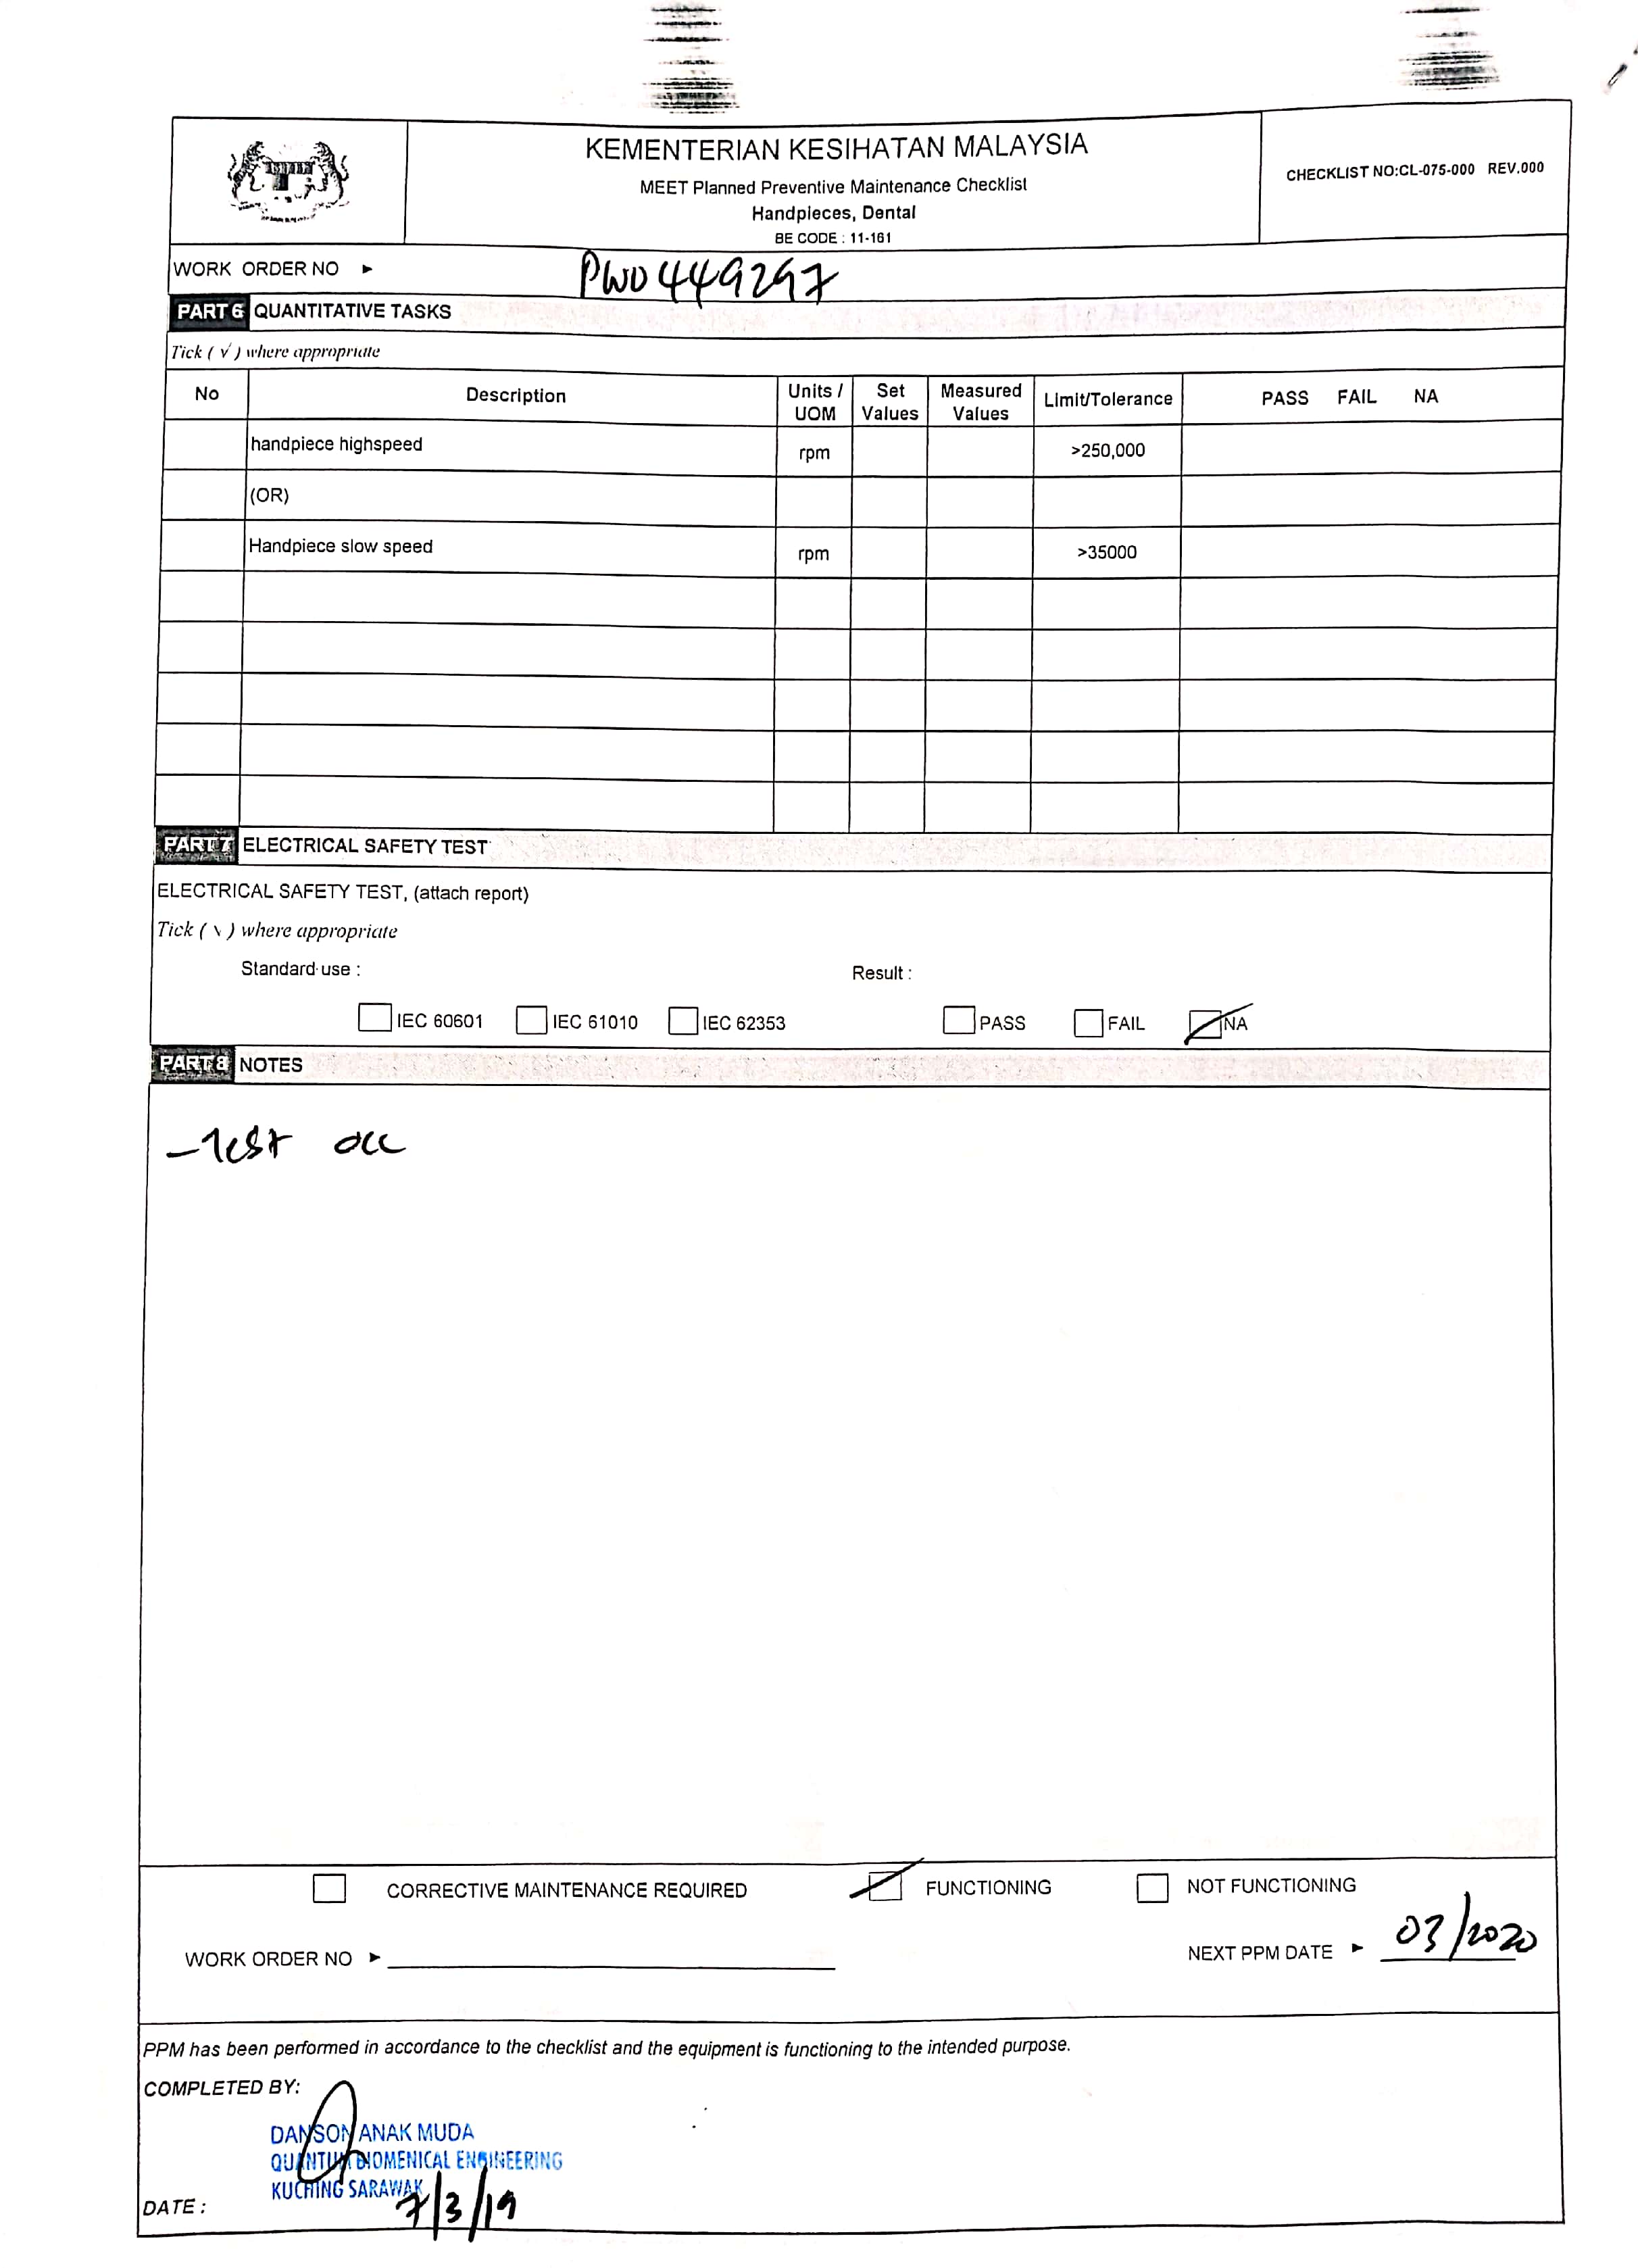 KEMENTERIAN KESIHATAN MALAYSIA
MEET Planned Preventive Maintenance Checklist
Handpieces, Dental
BE CODE : 11-161
CHECKLIST NO:CL-075-000 REV.000
WORK ORDER NO ► PWO449297
PART 6 QUANTITATIVE TASKS
Tick ( √ ) where appropriate
No Description Units / UOM Set Values Measured Values Limit/Tolerance PASS FAIL NA
handpiece highspeed rpm >250,000
(OR)
Handpiece slow speed rpm >35000
PART 7 ELECTRICAL SAFETY TEST
ELECTRICAL SAFETY TEST, (attach report)
Tick ( √ ) where appropriate
Standard use : Result :
IEC 60601 IEC 61010 IEC 62353 PASS FAIL NA
PART 8 NOTES
- Test
CORRECTIVE MAINTENANCE REQUIRED FUNCTIONING NOT FUNCTIONING
WORK ORDER NO ► NEXT PPM DATE ► 03/2020
PPM has been performed in accordance to the checklist and the equipment is functioning to the intended purpose.
COMPLETED BY:
DANSON ANAK MUDA
QUANTUM BIOMENICAL ENGINEERING
KUCHING SARAWAK
DATE : 7/3/19